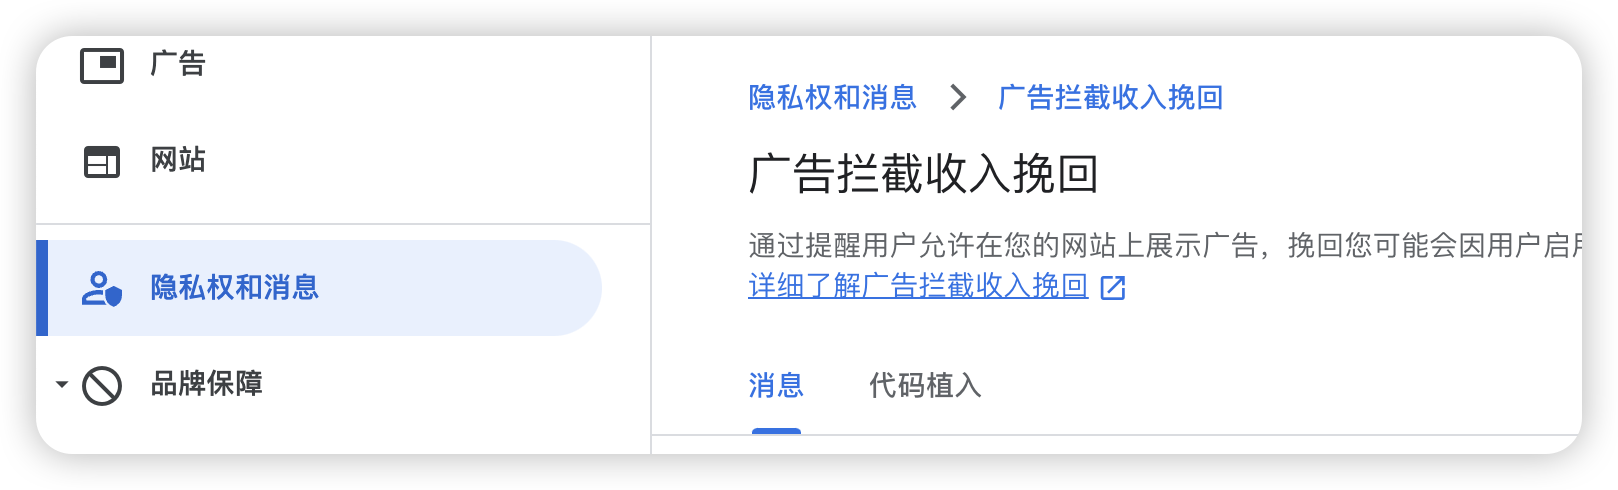 广告
网站
隐私权和消息
品牌保障
隐私权和消息 > 广告拦截收入挽回
广告拦截收入挽回
通过提醒用户允许在您的网站上展示广告，挽回您可能会因用户启
详细了解广告拦截收入挽回
消息 代码植入